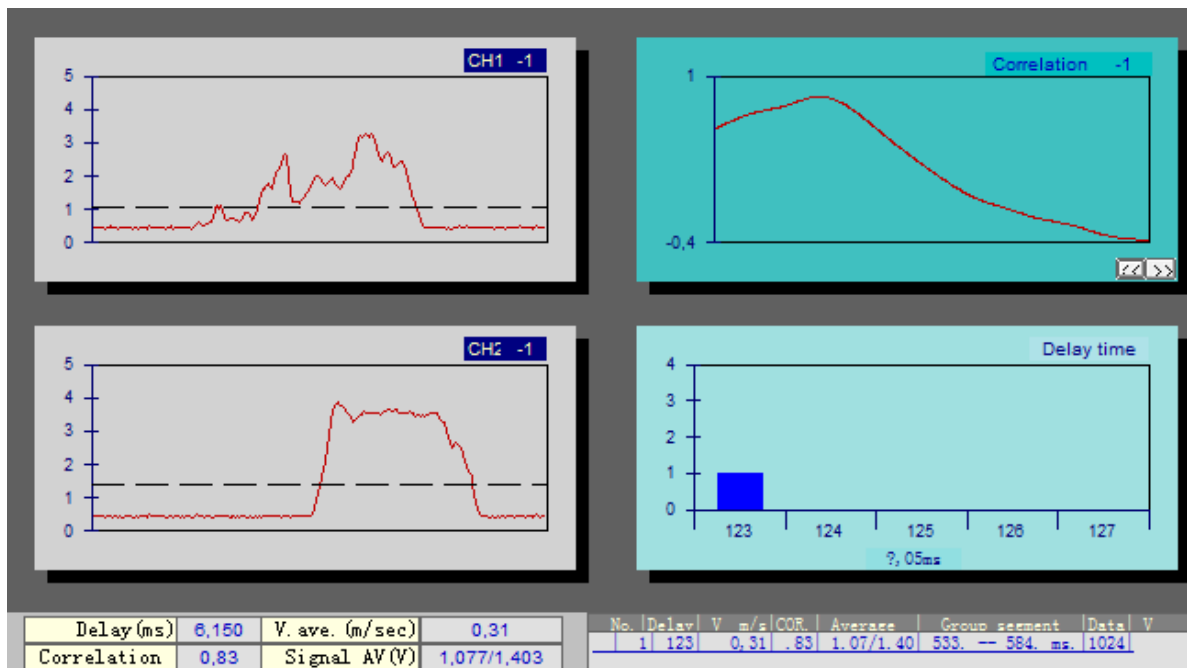 CH1 -1
5
4
3
2
1
0
Correlation -1
1
-0,4
<< >>
CH2 -1
5
4
3
2
1
0
Delay time
4
3
2
1
0
123 124 125 126 127
?,05ms
Delay(ms) 6,150 V.ave.(m/sec) 0,31
Correlation 0,83 Signal AV(V) 1,077/1,403
No. Delay V m/s COR. Average Group seement Data V
1 123 0,31 .83 1.07/1.40 533. -- 584. ms. 1024